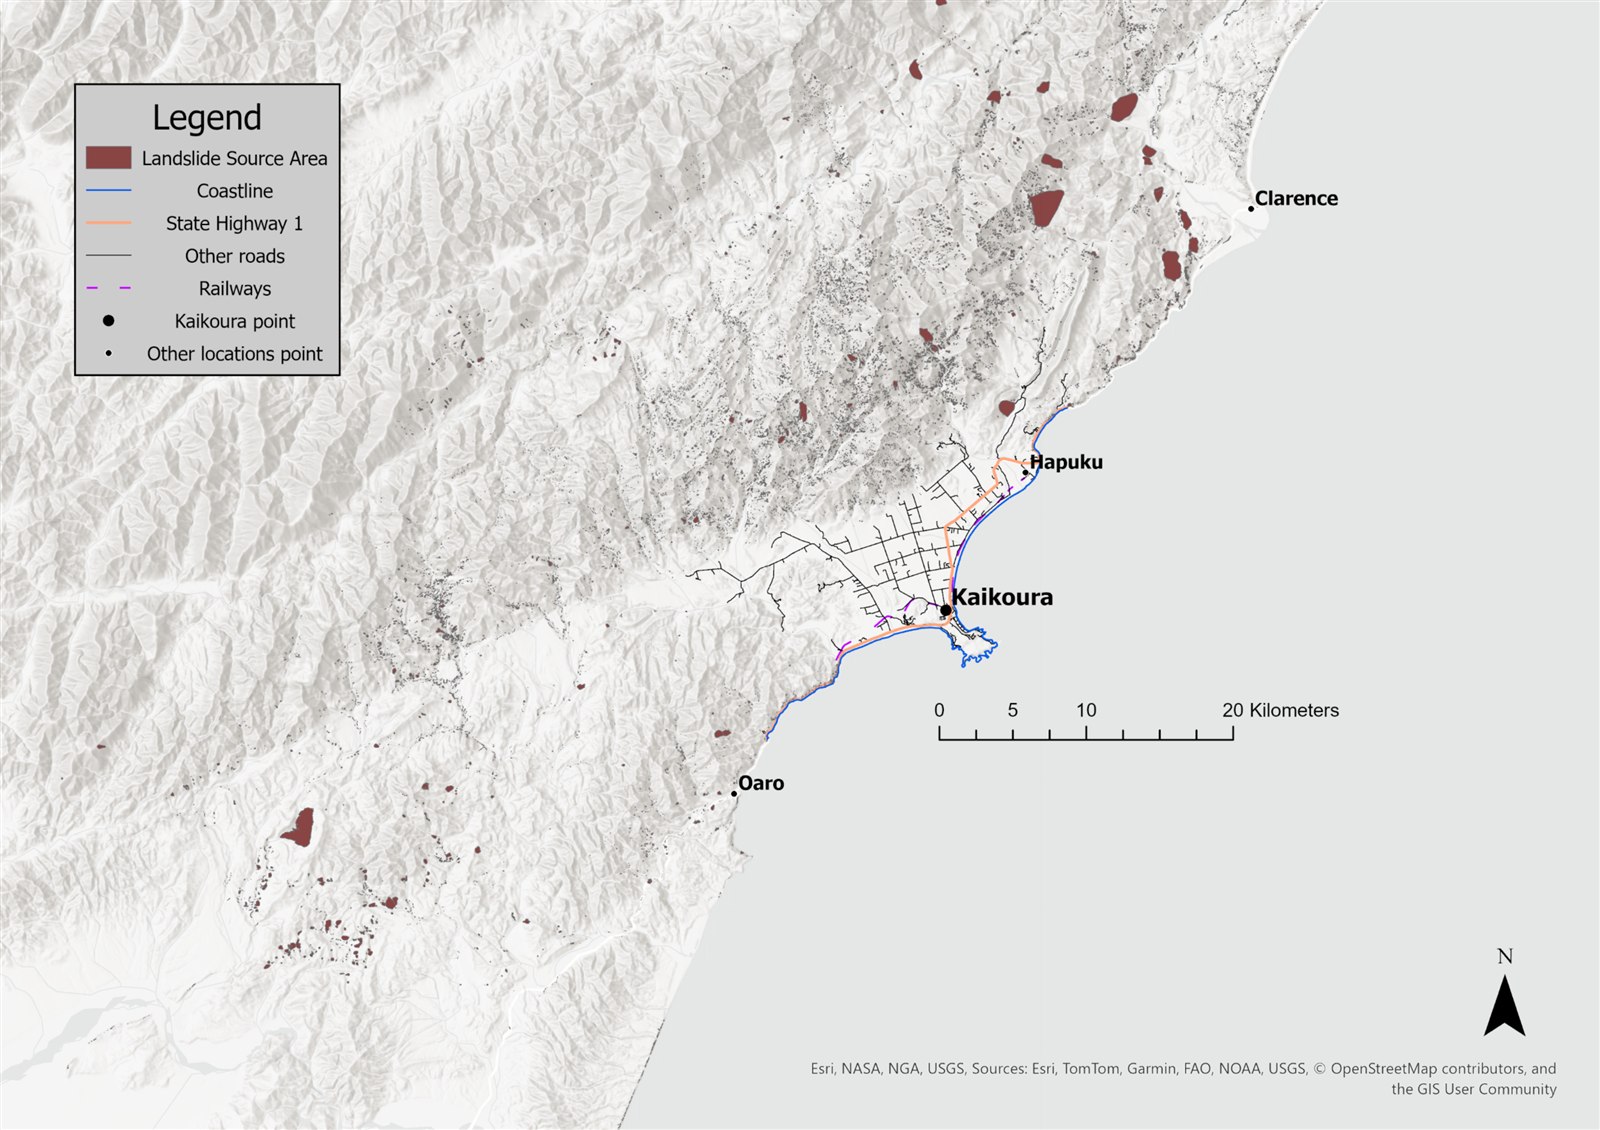 Legend
Landslide Source Area
Coastline
State Highway 1
Other roads
Railways
Kaikoura point
Other locations point
Clarence
Hapuku
Kaikoura
0 5 10 20 Kilometers
Oaro
N
Esri, NASA, NGA, USGS, Sources: Esri, TomTom, Garmin, FAO, NOAA, USGS, © OpenStreetMap contributors, and
the GIS User Community